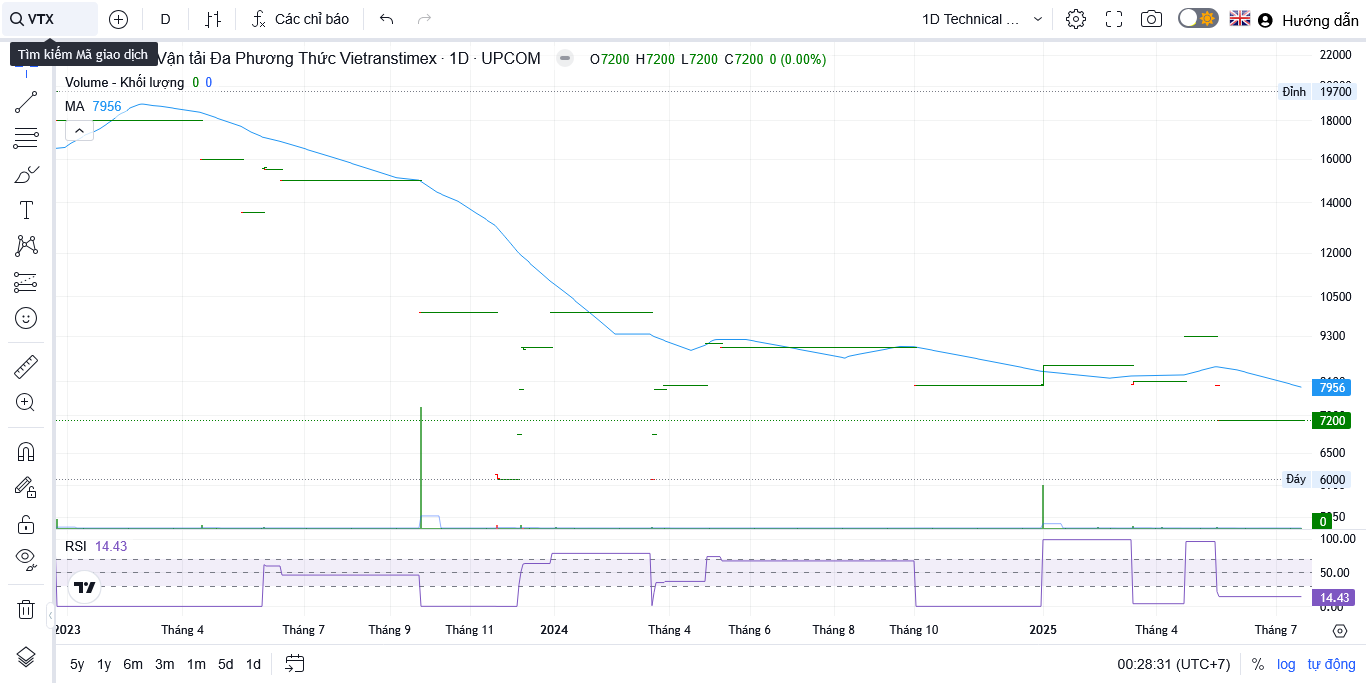 VTX D Các chỉ báo 1D Technical ... Hướng dẫn
Tìm kiếm Mã giao dịch
Vận tải Đa Phương Thức Vietranstimex · 1D · UPCOM O7200 H7200 L7200 C7200 0 (0.00%)
Volume - Khối lượng 0 0
MA 7956
22000
Đỉnh 19700
18000
16000
14000
12000
10500
9300
7956
7200
6500
Đáy 6000
0
RSI 14.43
100.00
50.00
14.43
0.00
2023 Tháng 4 Tháng 7 Tháng 9 Tháng 11 2024 Tháng 4 Tháng 6 Tháng 8 Tháng 10 2025 Tháng 4 Tháng 7
5y 1y 6m 3m 1m 5d 1d 00:28:31 (UTC+7) % log tự động